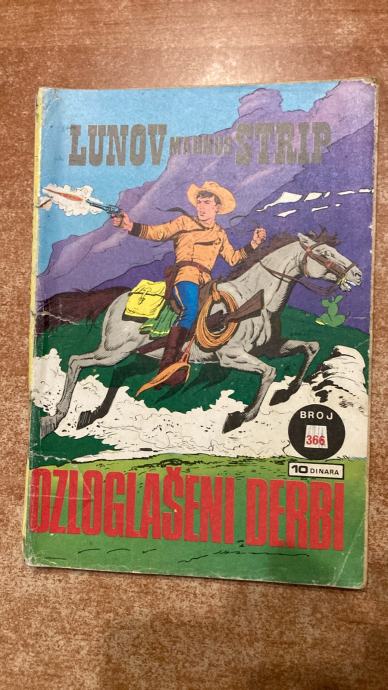 LUNOV MAGNUS STRIP
BROJ
366
10 DINARA
OZLOGLAŠENI DERBI